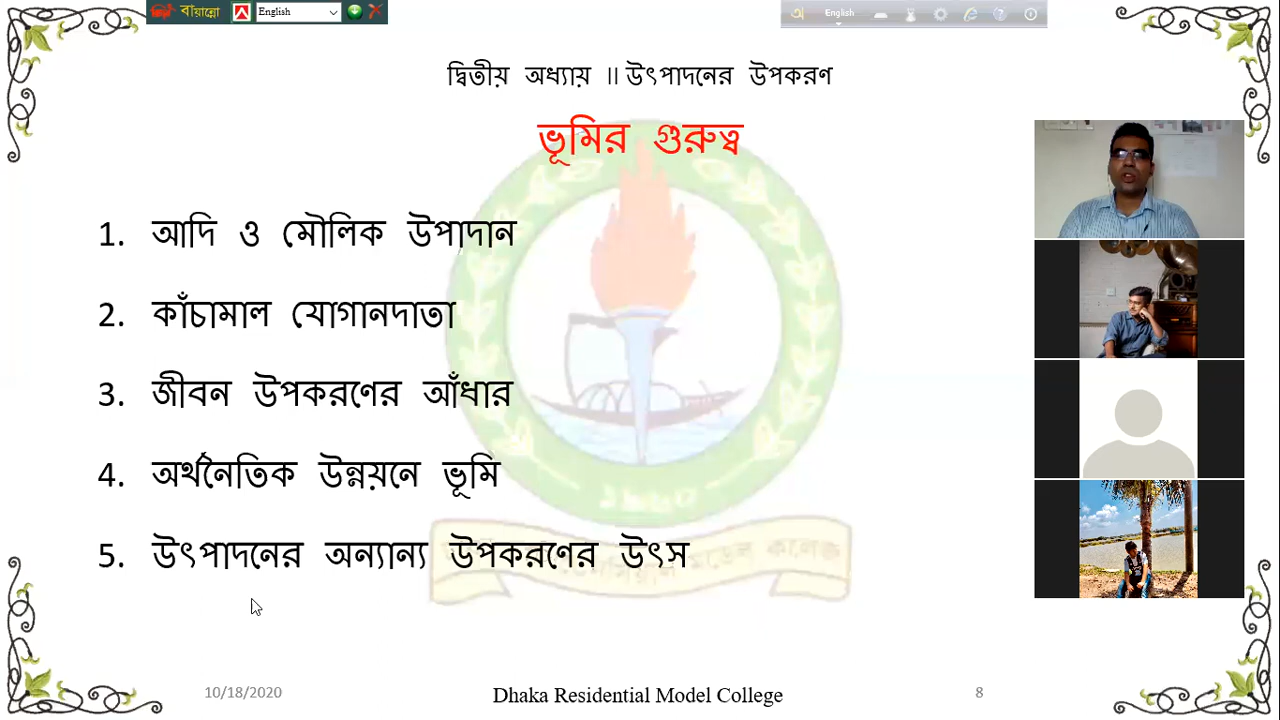 বায়ান্নো English
অ English
দ্বিতীয় অধ্যায় ॥ উৎপাদনের উপকরণ
ভূমির গুরুত্ব
1. আদি ও মৌলিক উপাদান
2. কাঁচামাল যোগানদাতা
3. জীবন উপকরণের আঁধার
4. অর্থনৈতিক উন্নয়নে ভূমি
5. উৎপাদনের অন্যান্য উপকরণের উৎস
10/18/2020 Dhaka Residential Model College 8